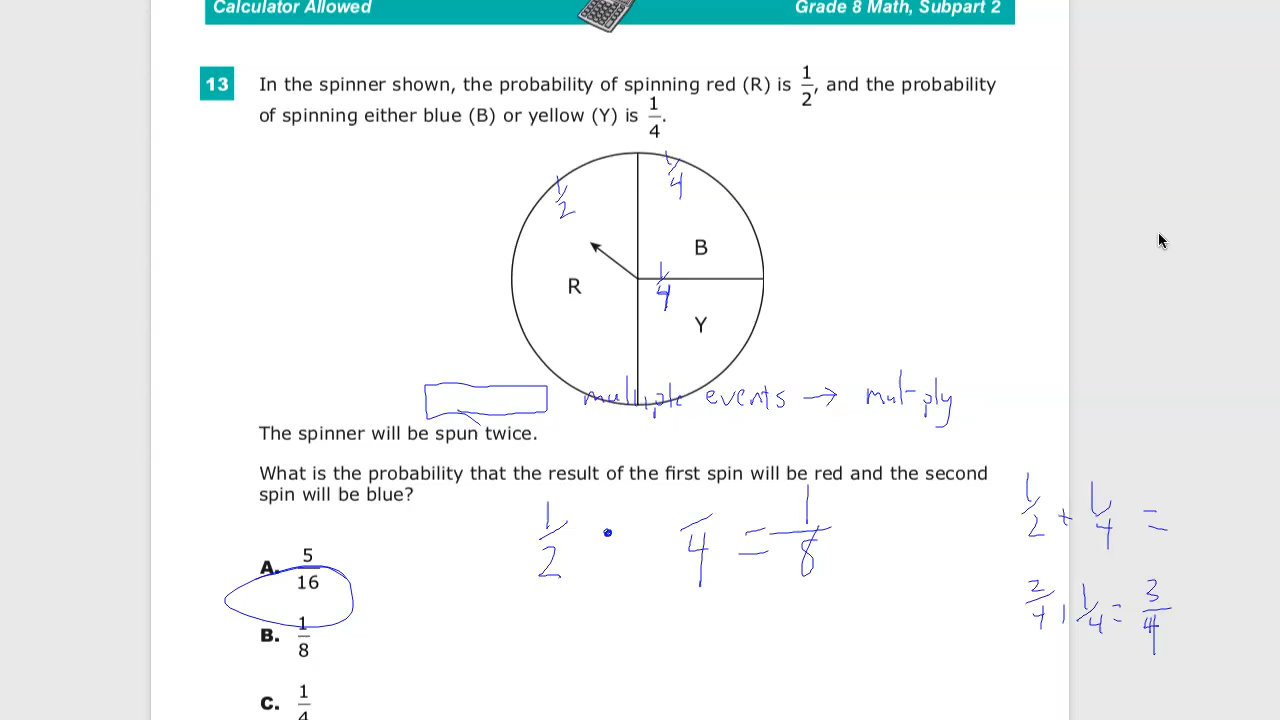 Calculator Allowed Grade 8 Math, Subpart 2
13 In the spinner shown, the probability of spinning red (R) is 1/2, and the probability
of spinning either blue (B) or yellow (Y) is 1/4.
1/2 1/4
B
1/4
R
Y
multiple events → multiply
The spinner will be spun twice.
What is the probability that the result of the first spin will be red and the second
spin will be blue?
1/2 + 1/4 =
1/2 · /4 = 1/8
A. 5/16
2/4 + 1/4 = 3/4
B. 1/8
C. 1/4